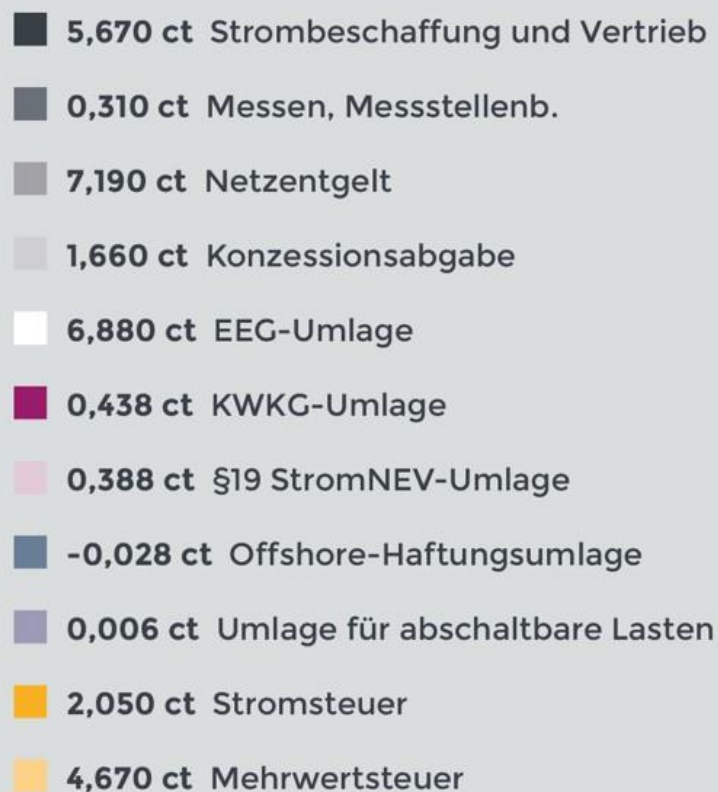 5,670 ct Strombeschaffung und Vertrieb
0,310 ct Messen, Messstellenb.
7,190 ct Netzentgelt
1,660 ct Konzessionsabgabe
6,880 ct EEG-Umlage
0,438 ct KWKG-Umlage
0,388 ct §19 StromNEV-Umlage
-0,028 ct Offshore-Haftungsumlage
0,006 ct Umlage für abschaltbare Lasten
2,050 ct Stromsteuer
4,670 ct Mehrwertsteuer